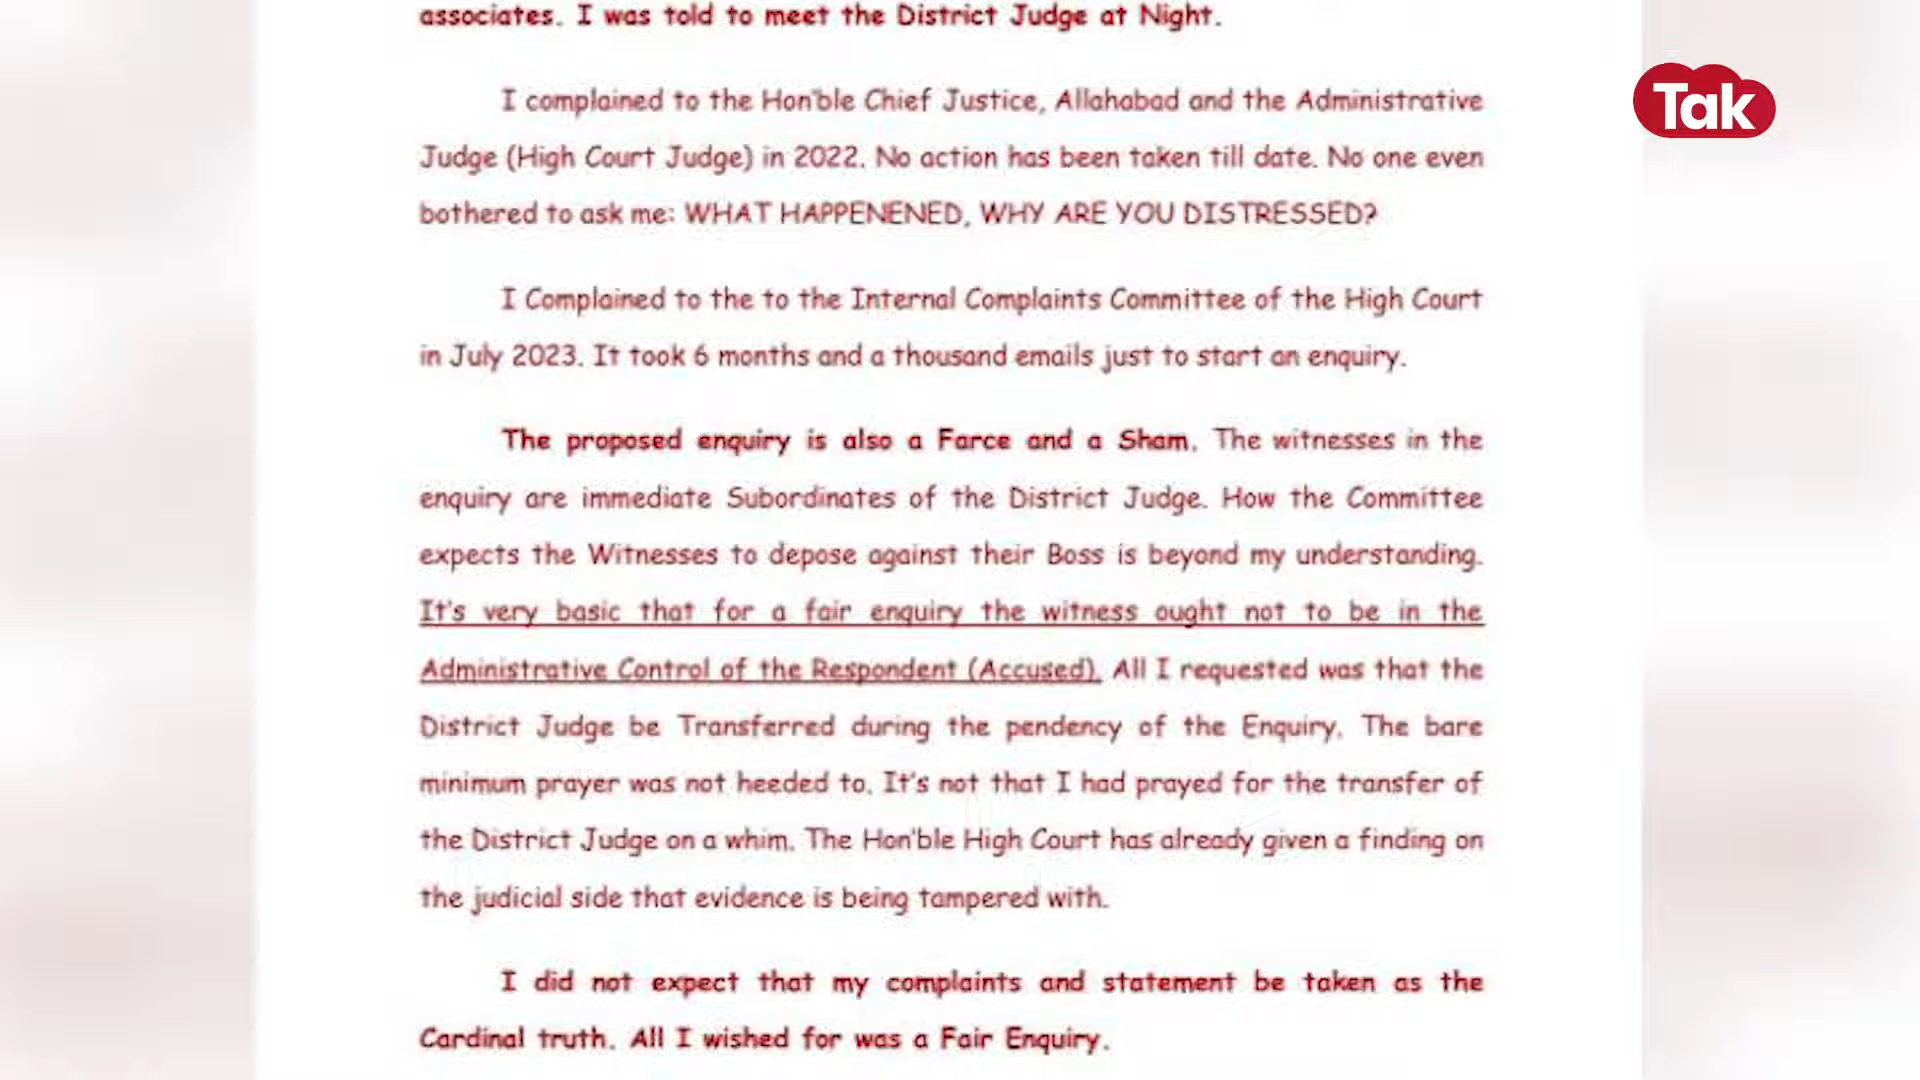 associates. I was told to meet the District Judge at Night.
I complained to the Hon'ble Chief Justice, Allahabad and the Administrative
Judge (High Court Judge) in 2022. No action has been taken till date. No one even
bothered to ask me: WHAT HAPPENENED, WHY ARE YOU DISTRESSED?
I Complained to the to the Internal Complaints Committee of the High Court
in July 2023. It took 6 months and a thousand emails just to start an enquiry.
The proposed enquiry is also a Farce and a Sham. The witnesses in the
enquiry are immediate Subordinates of the District Judge. How the Committee
expects the Witnesses to depose against their Boss is beyond my understanding.
It's very basic that for a fair enquiry the witness ought not to be in the
Administrative Control of the Respondent (Accused). All I requested was that the
District Judge be Transferred during the pendency of the Enquiry. The bare
minimum prayer was not heeded to. It's not that I had prayed for the transfer of
the District Judge on a whim. The Hon'ble High Court has already given a finding on
the judicial side that evidence is being tampered with.
I did not expect that my complaints and statement be taken as the
Cardinal truth. All I wished for was a Fair Enquiry.
Tak